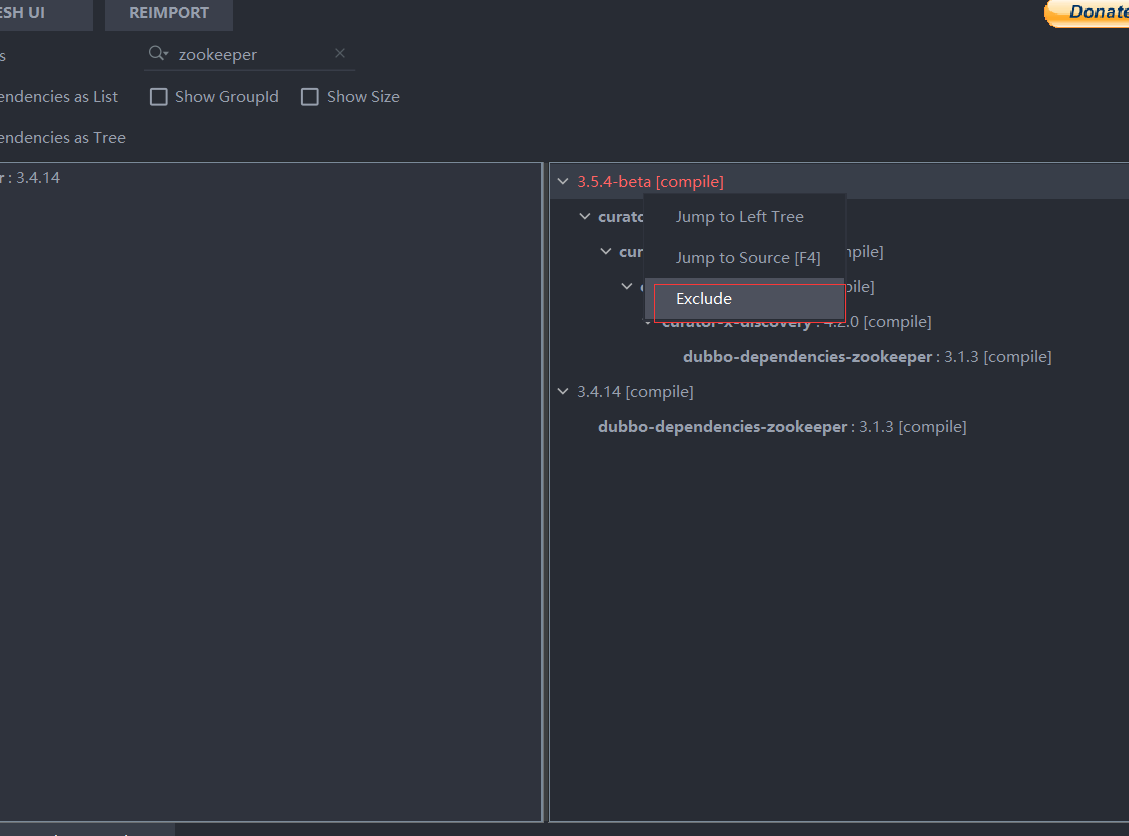 ESH UI
REIMPORT
Donate
s
zookeeper
endencies as List
Show GroupId
Show Size
endencies as Tree
r : 3.4.14
3.5.4-beta [compile]
curato
Jump to Left Tree
cur
mpile]
Jump to Source [F4]
pile]
Exclude
curator-x-discovery : 4.2.0 [compile]
dubbo-dependencies-zookeeper : 3.1.3 [compile]
3.4.14 [compile]
dubbo-dependencies-zookeeper : 3.1.3 [compile]